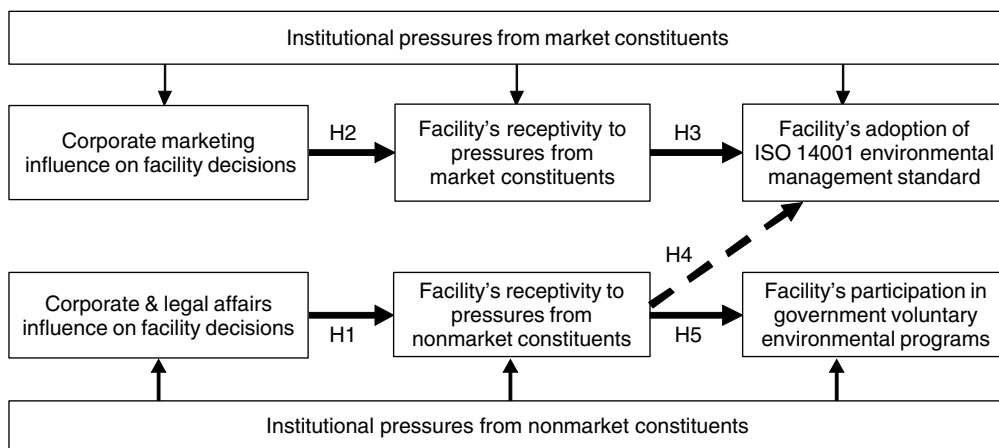 Institutional pressures from market constituents
Corporate marketing
influence on facility decisions
H2
Facility's receptivity to
pressures from
market constituents
H3
Facility's adoption of
ISO 14001 environmental
management standard
H4
Corporate & legal affairs
influence on facility decisions
H1
Facility's receptivity to
pressures from
nonmarket constituents
H5
Facility's participation in
government voluntary
environmental programs
Institutional pressures from nonmarket constituents